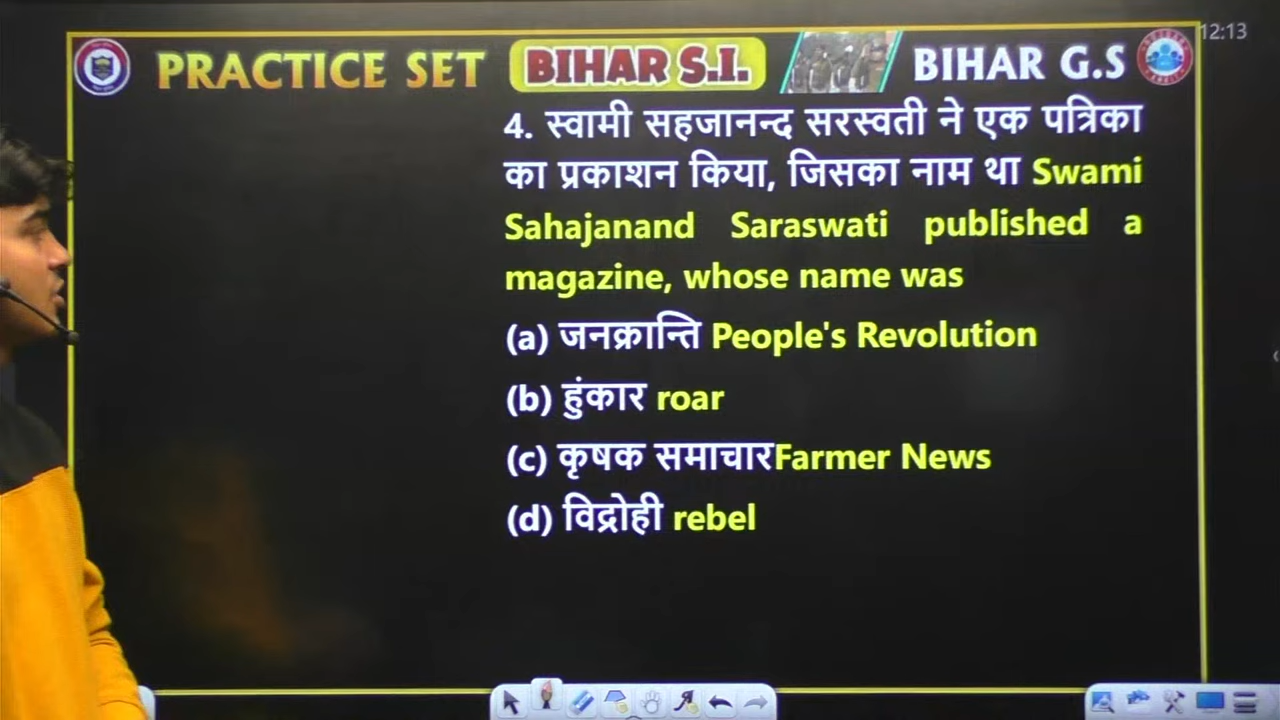 12:13
PRACTICE SET BIHAR S.I. BIHAR G.S
4. स्वामी सहजानन्द सरस्वती ने एक पत्रिका
का प्रकाशन किया, जिसका नाम था Swami
Sahajanand Saraswati published a
magazine, whose name was
(a) जनक्रान्ति People's Revolution
(b) हुंकार roar
(c) कृषक समाचारFarmer News
(d) विद्रोही rebel